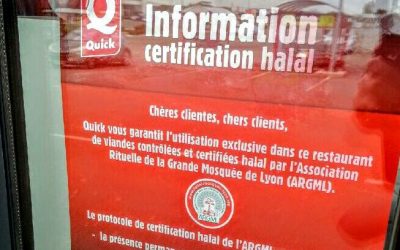 Quick
Information
certification halal
Chères clientes, chers clients,
Quick vous garantit l'utilisation exclusive dans ce restaurant
de viandes contrôlées et certifiées halal par l'Association
Rituelle de la Grande Mosquée de Lyon (ARGML).
Le protocole de certification halal de l'ARGML
- la présence perma